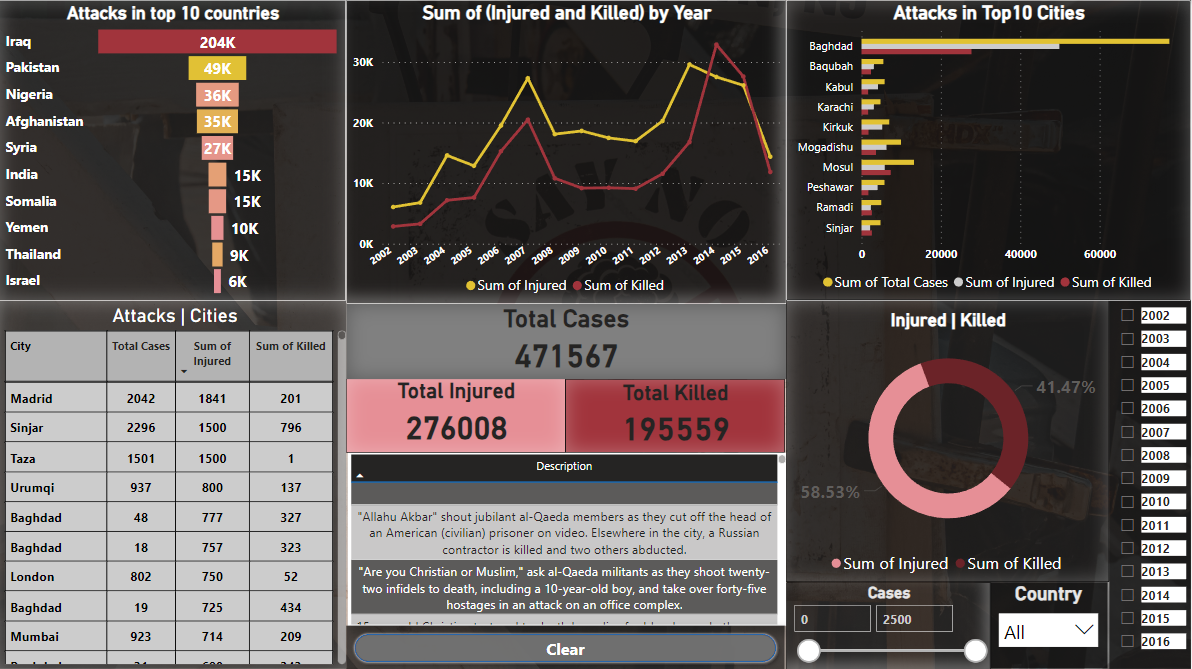 Attacks in top 10 countries
Iraq 204K
Pakistan 49K
Nigeria 36K
Afghanistan 35K
Syria 27K
India 15K
Somalia 15K
Yemen 10K
Thailand 9K
Israel 6K
Sum of (Injured and Killed) by Year
30K
20K
10K
0K
2002 2003 2004 2005 2006 2007 2008 2009 2010 2011 2012 2013 2014 2015 2016
Sum of Injured Sum of Killed
SAY NO
Attacks in Top10 Cities
Baghdad
Baqubah
Kabul
Karachi
Kirkuk
Mogadishu
Mosul
Peshawar
Ramadi
Sinjar
0 20000 40000 60000
Sum of Total Cases Sum of Injured Sum of Killed
Attacks | Cities
City Total Cases Sum of Injured Sum of Killed
Madrid 2042 1841 201
Sinjar 2296 1500 796
Taza 1501 1500 1
Urumqi 937 800 137
Baghdad 48 777 327
Baghdad 18 757 323
London 802 750 52
Baghdad 19 725 434
Mumbai 923 714 209
Total Cases
471567
Total Injured
276008
Total Killed
195559
Description
"Allahu Akbar" shout jubilant al-Qaeda members as they cut off the head of
an American (civilian) prisoner on video. Elsewhere in the city, a Russian
contractor is killed and two others abducted.
"Are you Christian or Muslim," ask al-Qaeda militants as they shoot twenty-
two infidels to death, including a 10-year-old boy, and take over forty-five
hostages in an attack on an office complex.
Clear
Injured | Killed
41.47%
58.53%
Sum of Injured Sum of Killed
Cases
0 2500
Country
All
2002
2003
2004
2005
2006
2007
2008
2009
2010
2011
2012
2013
2014
2015
2016